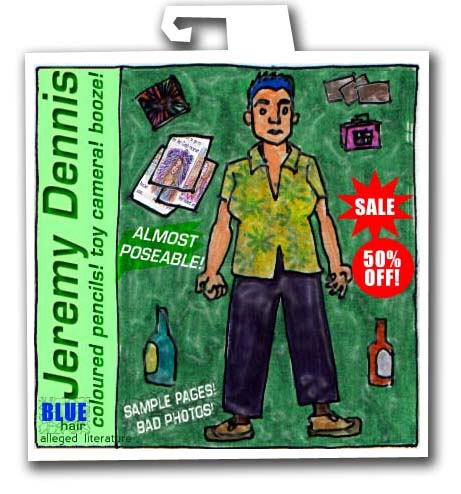 Jeremy Dennis
coloured pencils! toy camera! booze!
ALMOST
POSEABLE!
SALE
50%
OFF!
SAMPLE PAGES!
BAD PHOTOS!
BLUE
hair
alleged literature